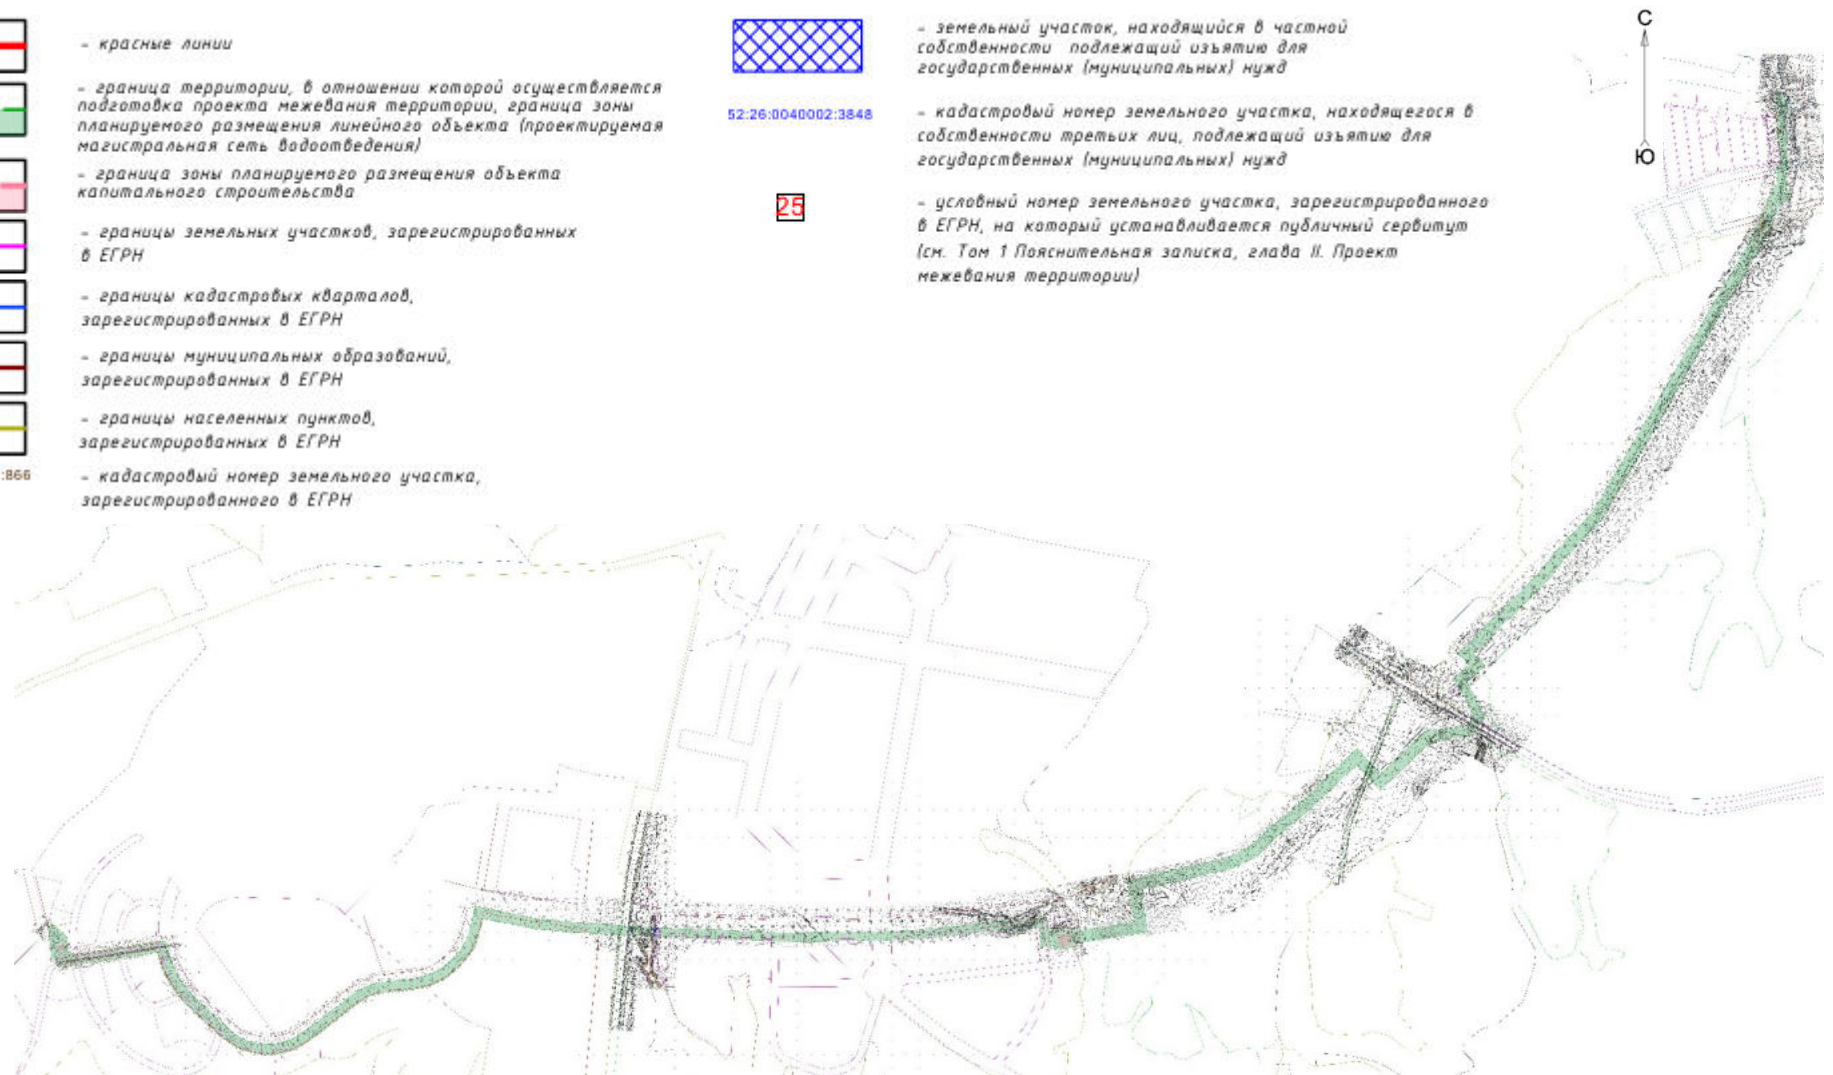 - красные линии
- граница территории, в отношении которой осуществляется
подготовка проекта межевания территории, граница зоны
планируемого размещения линейного объекта (проектируемая
магистральная сеть водоотведения)
- граница зоны планируемого размещения объекта
капитального строительства
- границы земельных участков, зарегистрированных
в ЕГРН
- границы кадастровых кварталов,
зарегистрированных в ЕГРН
- границы муниципальных образований,
зарегистрированных в ЕГРН
- границы населенных пунктов,
зарегистрированных в ЕГРН
:866
- кадастровый номер земельного участка,
зарегистрированного в ЕГРН
- земельный участок, находящийся в частной
собственности подлежащий изъятию для
государственных (муниципальных) нужд
52:26:0040002:3848
- кадастровый номер земельного участка, находящегося в
собственности третьих лиц, подлежащий изъятию для
государственных (муниципальных) нужд
25
- условный номер земельного участка, зарегистрированного
в ЕГРН, на который устанавливается публичный сервитут
(см. Том 1 Пояснительная записка, глава II. Проект
межевания территории)
С
Ю